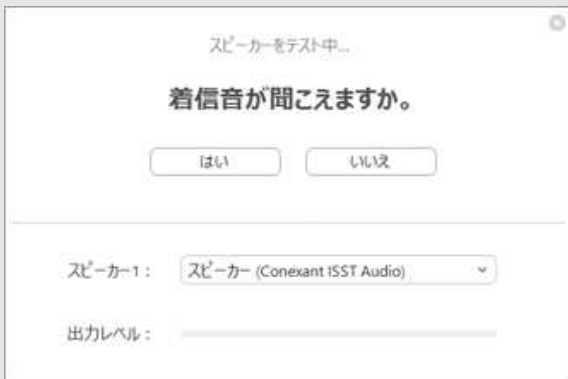 スピーカーをテスト中...
着信音が聞こえますか。
はい
いいえ
スピーカー1：
スピーカー (Conexant ISST Audio)
出力レベル：